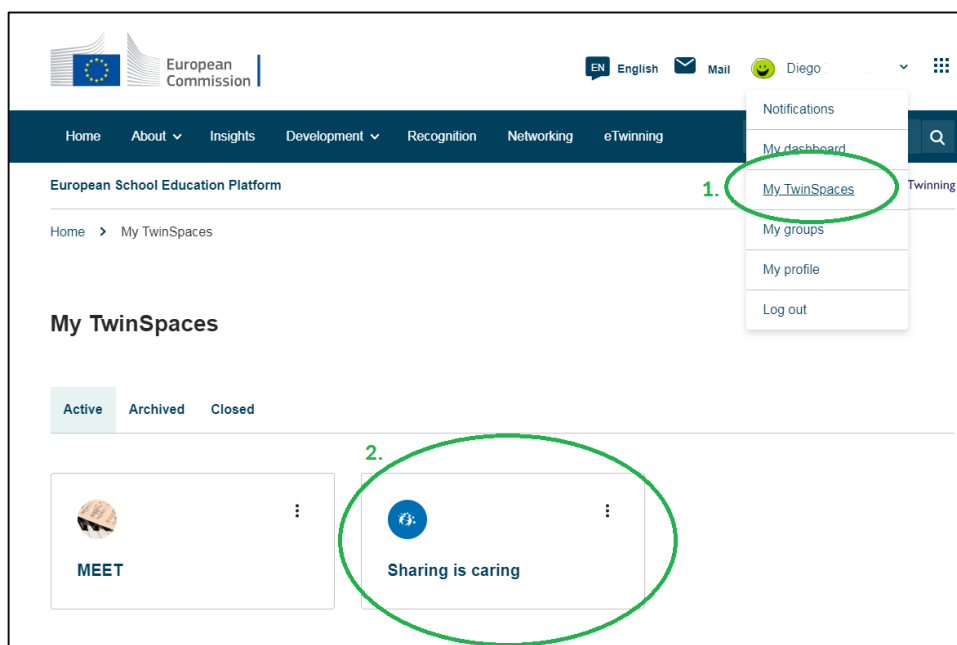 European
Commission
EN English Mail Diego
Notifications
Home About Insights Development Recognition Networking eTwinning
My dashboard
European School Education Platform
1. My TwinSpaces
Twinning
Home > My TwinSpaces
My groups
My profile
Log out
My TwinSpaces
Active Archived Closed
2.
MEET
Sharing is caring